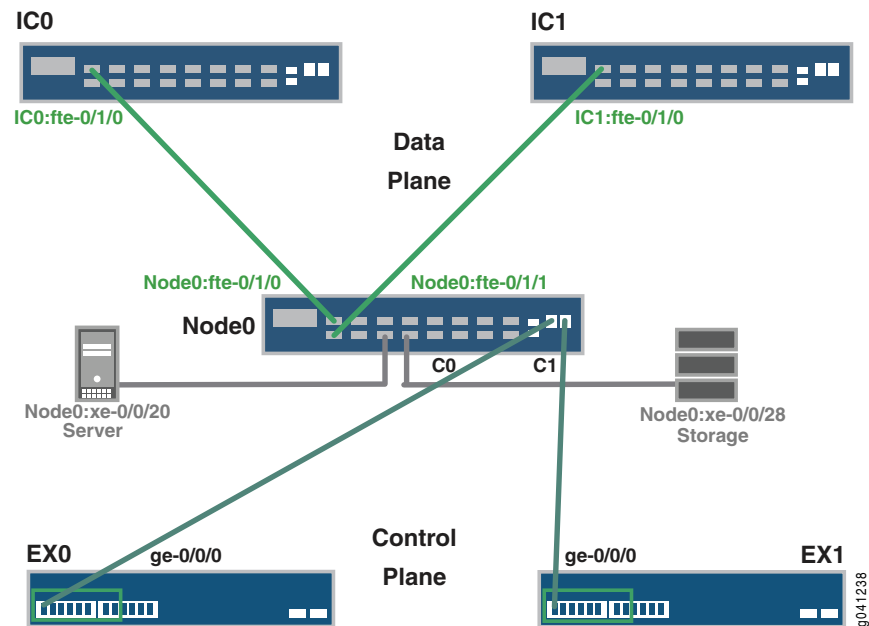 IC0
IC1
IC0:fte-0/1/0
IC1:fte-0/1/0
Data
Plane
Node0:fte-0/1/0
Node0:fte-0/1/1
Node0
C0
C1
Node0:xe-0/0/20
Server
Node0:xe-0/0/28
Storage
Control
Plane
EX0
ge-0/0/0
ge-0/0/0
EX1
g041238